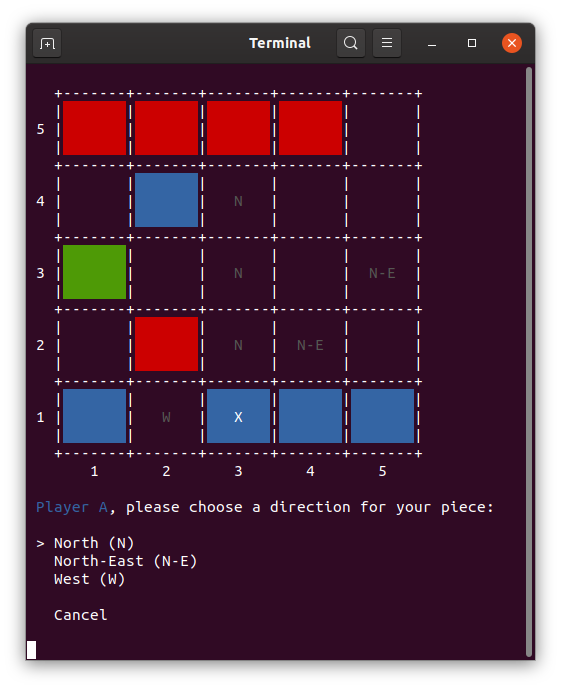 Terminal
5
4 N
3 N N-E
2 N N-E
1 W X
1 2 3 4 5
Player A, please choose a direction for your piece:
> North (N)
North-East (N-E)
West (W)
Cancel